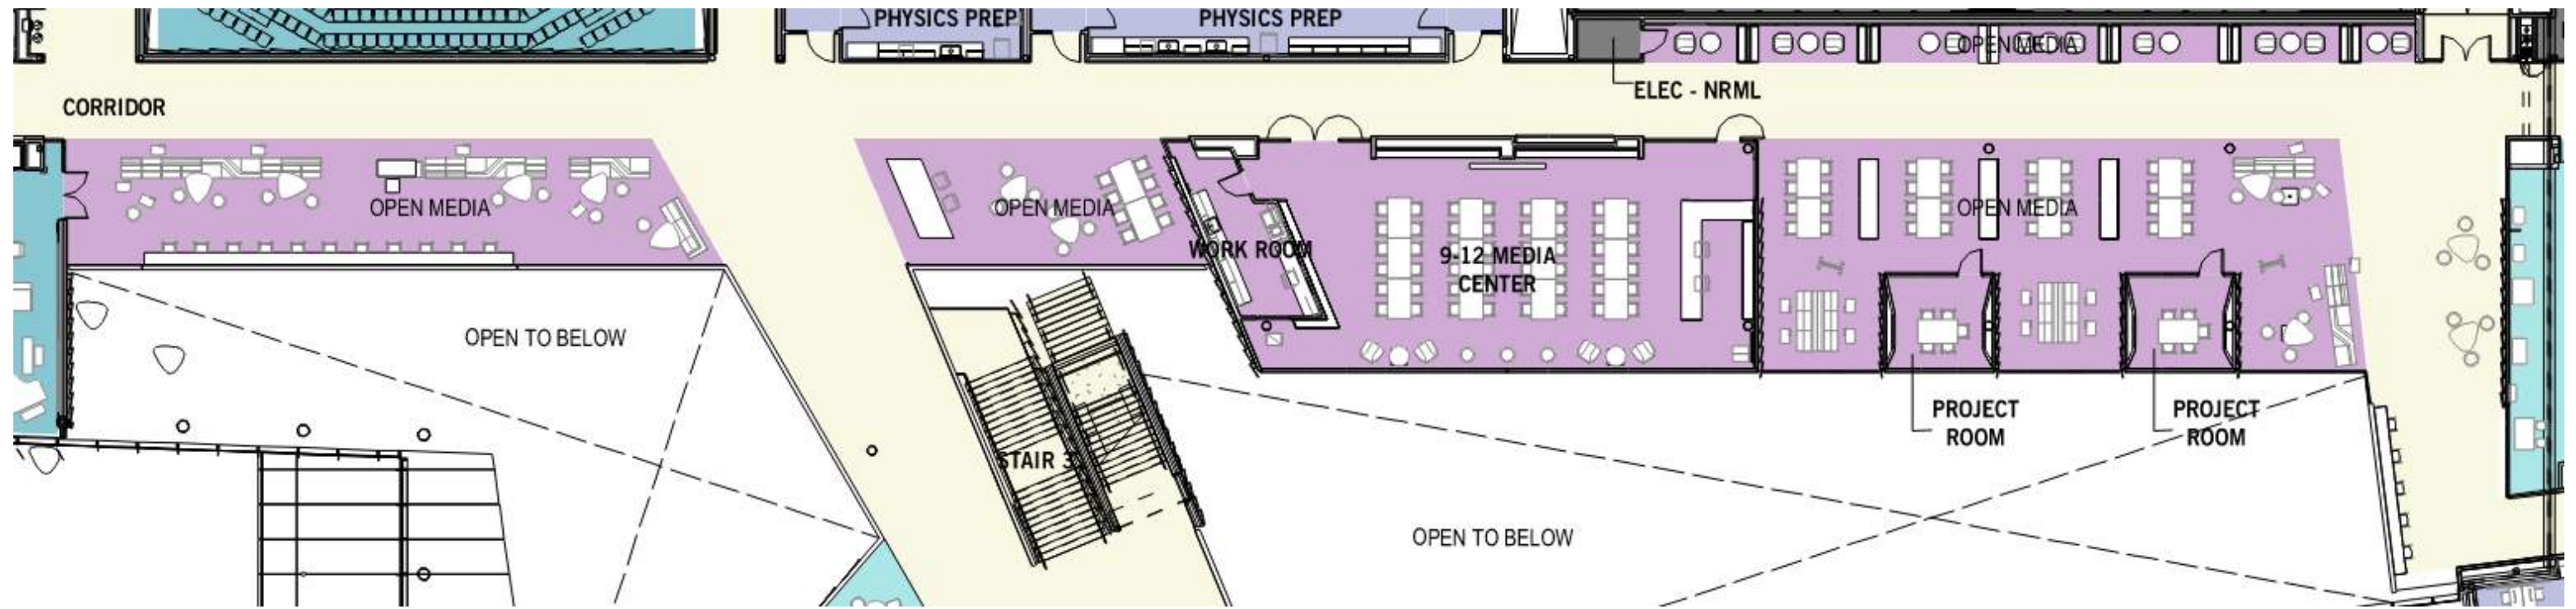 PHYSICS PREP
PHYSICS PREP
OPEN MEDIA
ELEC - NRML
CORRIDOR
OPEN MEDIA
OPEN MEDIA
OPEN MEDIA
WORK ROOM
9-12 MEDIA
CENTER
OPEN TO BELOW
PROJECT
ROOM
PROJECT
ROOM
STAIR 3
OPEN TO BELOW